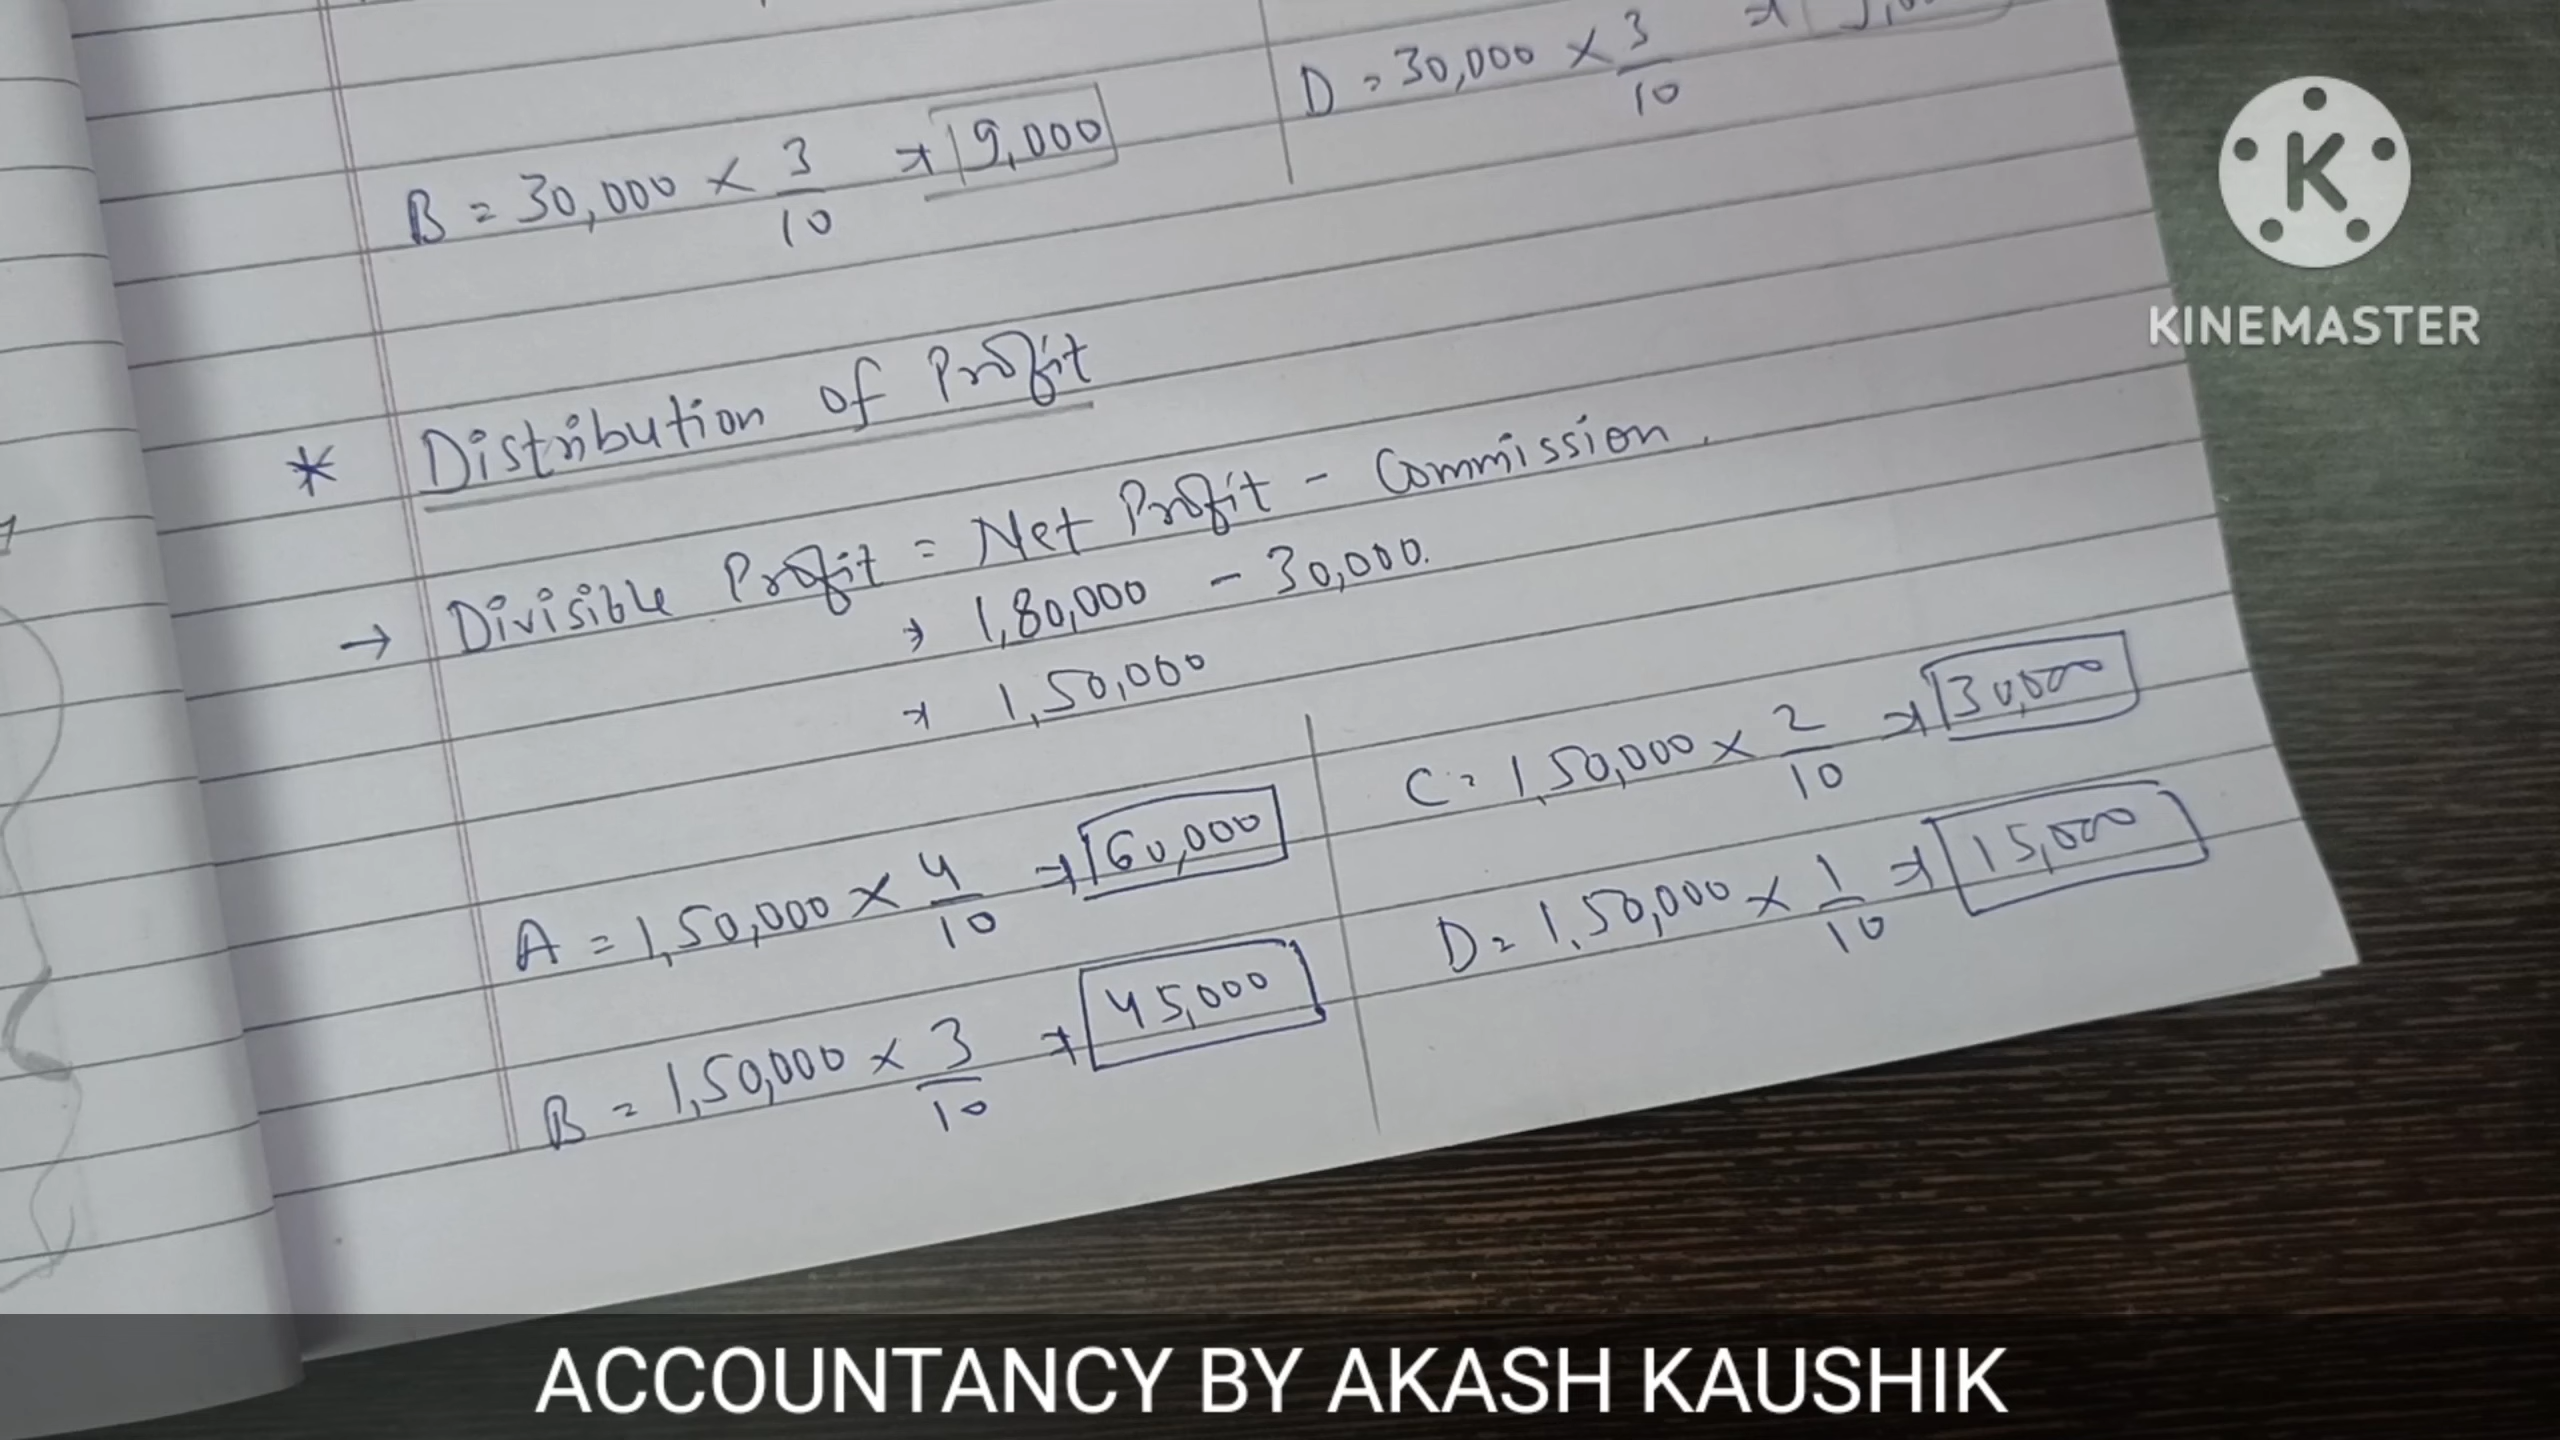 D = 30,000 × 3/10 ⇒
B = 30,000 × 3/10 ⇒ 9,000
KINEMASTER
* Distribution of Profit
→ Divisible Profit = Net Profit - Commission.
⇒ 1,80,000 - 30,000.
⇒ 1,50,000
A = 1,50,000 × 4/10 ⇒ 60,000
B = 1,50,000 × 3/10 ⇒ 45,000
C = 1,50,000 × 2/10 ⇒ 30,000
D = 1,50,000 × 1/10 ⇒ 15,000
ACCOUNTANCY BY AKASH KAUSHIK